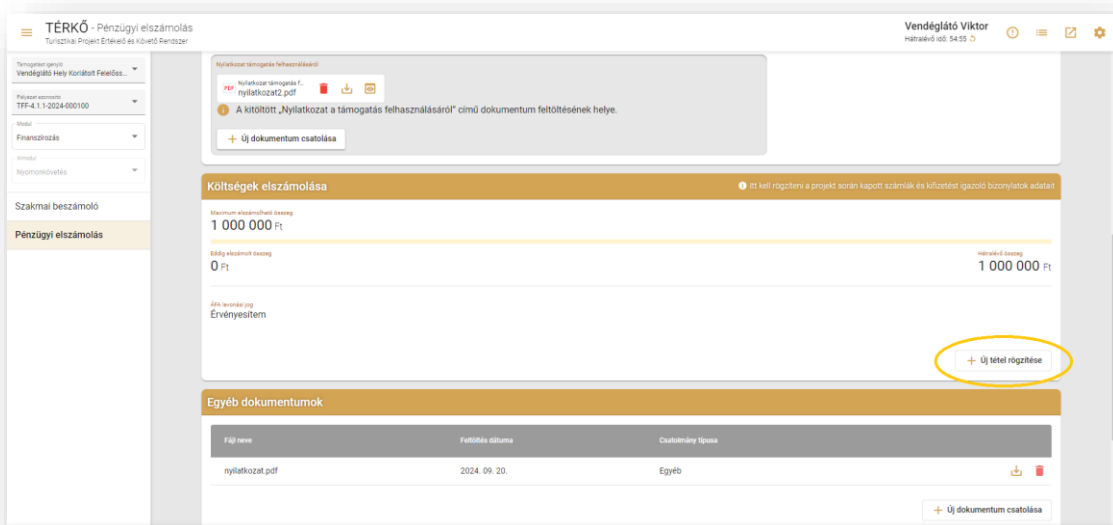 TÉRKŐ - Pénzügyi elszámolás
Turisztikai Projekt Értékelő és Követő Rendszer
Vendéglátó Viktor
Hátralévő idő: 54:55
Támogatást igénylő
Vendéglátó Hely Korlátolt Felelőss...
Pályázat azonosító
TFF-4.1.1-2024-000100
Modul
Finanszírozás
Almodul
Nyomonkövetés
Szakmai beszámoló
Pénzügyi elszámolás
Nyilatkozat támogatás felhasználásáról
PDF
Nyilatkozat támogatás f...
nyilatkozat2.pdf
A kitöltött „Nyilatkozat a támogatás felhasználásáról” című dokumentum feltöltésének helye.
+ Új dokumentum csatolása
Költségek elszámolása
Itt kell rögzíteni a projekt során kapott számlák és kifizetést igazoló bizonylatok adatait
Maximum elszámolható összeg
1 000 000 Ft
Eddig elszámolt összeg
0 Ft
Hátralévő összeg
1 000 000 Ft
ÁFA levonási jog
Érvényesítem
+ Új tétel rögzítése
Egyéb dokumentumok
Fájl neve Feltöltés dátuma Csatolmány típusa
nyilatkozat.pdf 2024. 09. 20. Egyéb
+ Új dokumentum csatolása